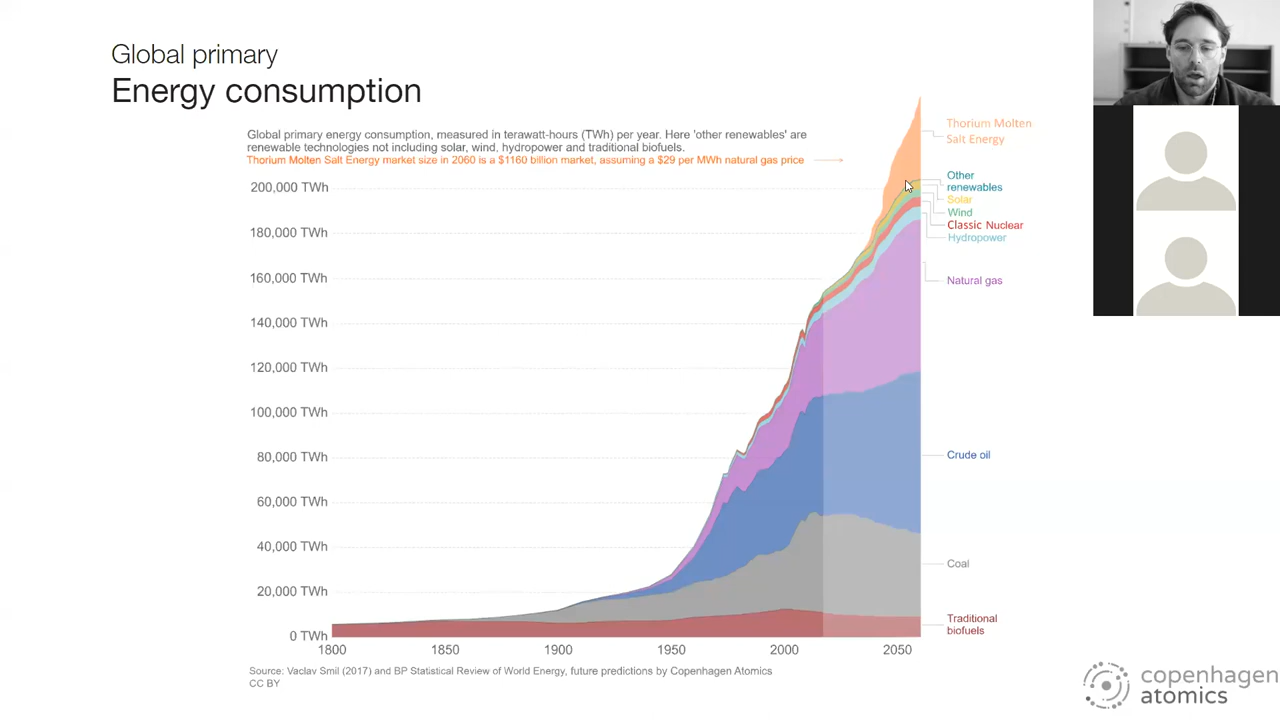 Global primary
Energy consumption
Global primary energy consumption, measured in terawatt-hours (TWh) per year. Here 'other renewables' are
renewable technologies not including solar, wind, hydropower and traditional biofuels.
Thorium Molten Salt Energy market size in 2060 is a $1160 billion market, assuming a $29 per MWh natural gas price
200,000 TWh
180,000 TWh
160,000 TWh
140,000 TWh
120,000 TWh
100,000 TWh
80,000 TWh
60,000 TWh
40,000 TWh
20,000 TWh
0 TWh
1800
1850
1900
1950
2000
2050
Thorium Molten
Salt Energy
Other
renewables
Solar
Wind
Classic Nuclear
Hydropower
Natural gas
Crude oil
Coal
Traditional
biofuels
Source: Vaclav Smil (2017) and BP Statistical Review of World Energy, future predictions by Copenhagen Atomics
CC BY
copenhagen
atomics